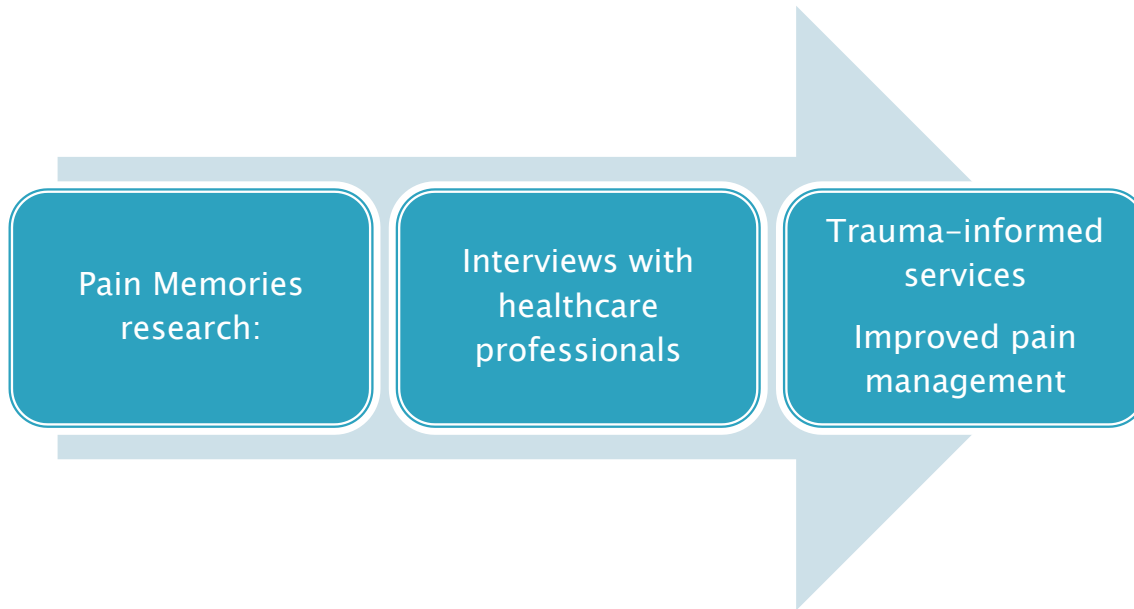 Pain Memories
research:
Interviews with
healthcare
professionals
Trauma-informed
services
Improved pain
management